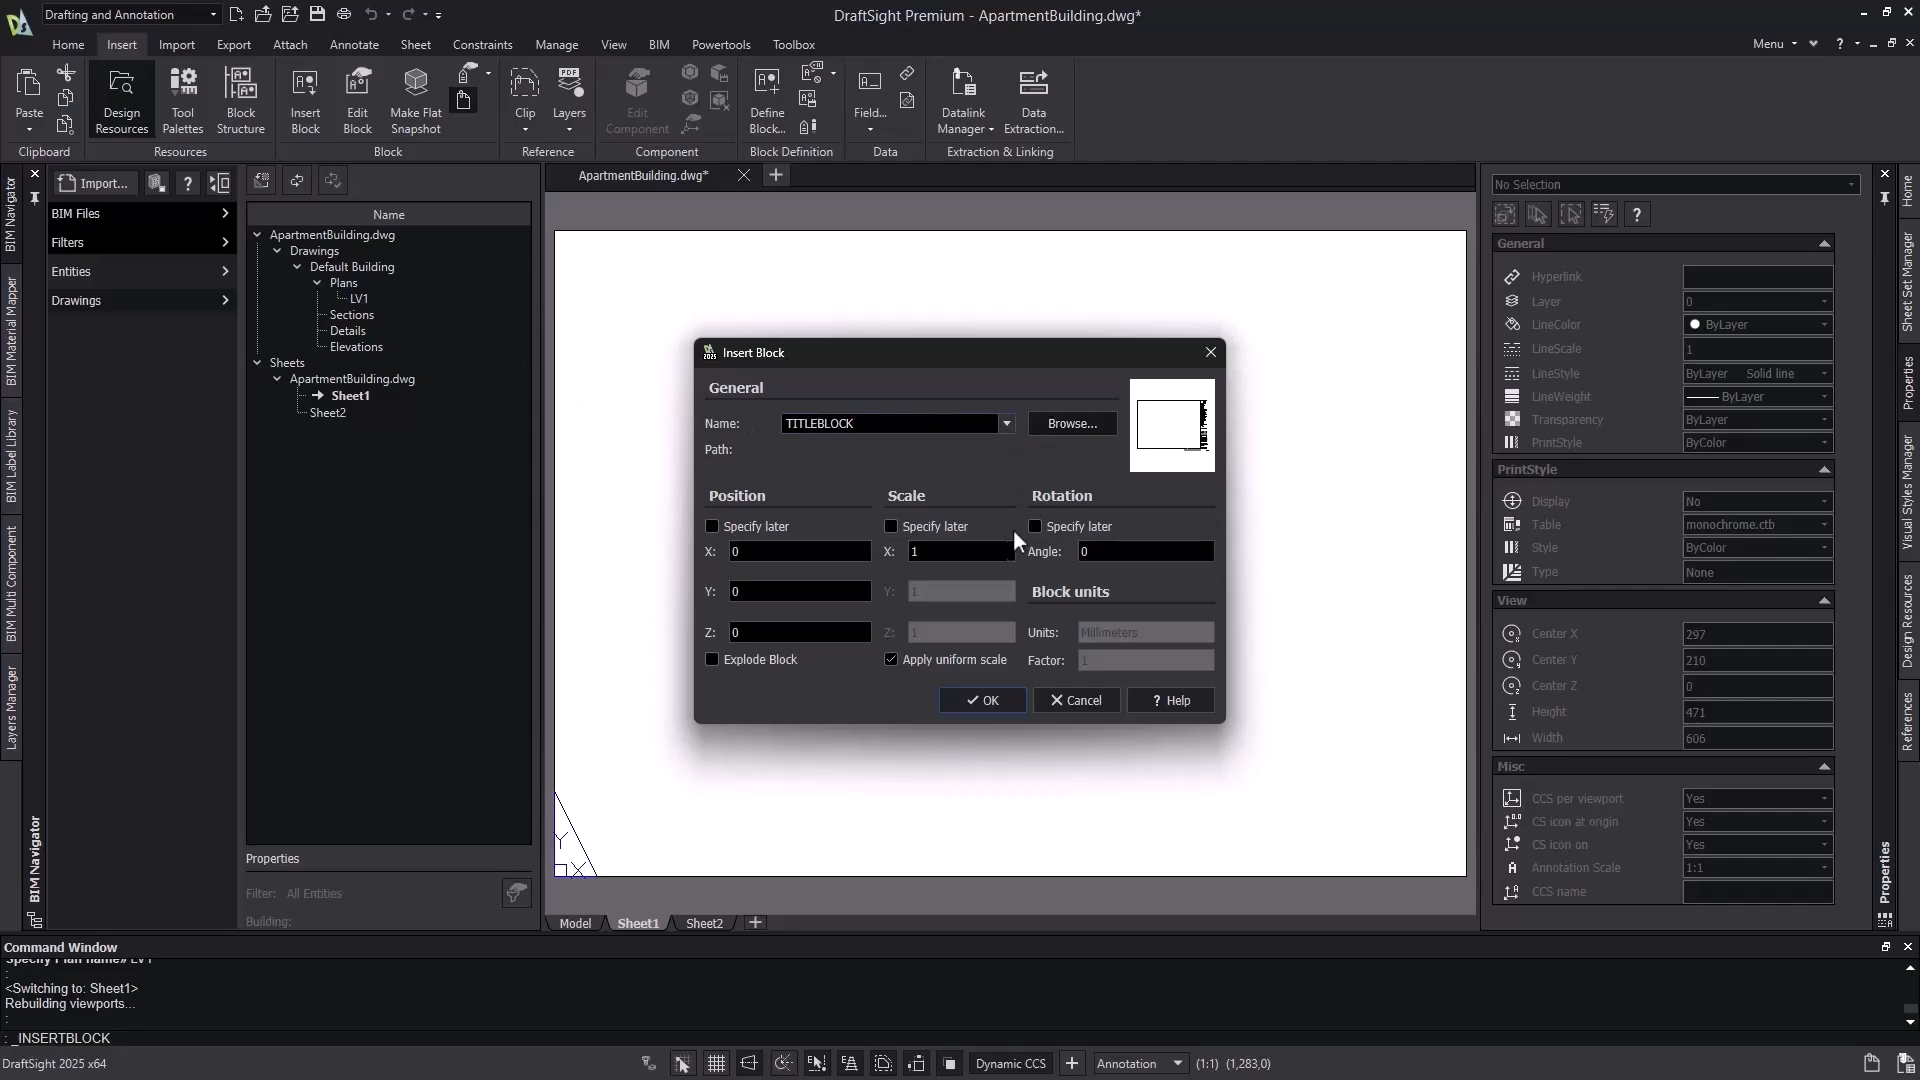 Drafting and Annotation
DraftSight Premium - ApartmentBuilding.dwg*
Home
Insert
Import
Export
Attach
Annotate
Sheet
Constraints
Manage
View
BIM
Powertools
Toolbox
Menu
?
Paste
Design
Resources
Tool
Palettes
Block
Structure
Insert
Block
Edit
Block
Make Flat
Snapshot
Clip
PDF
Layers
Edit
Component
Define
Block...
Field...
Datalink
Manager
Data
Extraction...
Clipboard
Resources
Block
Reference
Component
Block Definition
Data
Extraction & Linking
BIM Navigator
BIM Material Mapper
BIM Label Library
BIM Multi Component
Layers Manager
BIM Navigator
Import...
?
BIM Files
Filters
Entities
Drawings
Name
ApartmentBuilding.dwg
Drawings
Default Building
Plans
LV1
Sections
Details
Elevations
Sheets
ApartmentBuilding.dwg
Sheet1
Sheet2
Properties
Filter: All Entities
Building:
ApartmentBuilding.dwg*
Insert Block
General
Name: TITLEBLOCK
Browse...
Path:
Position
Scale
Rotation
Specify later
Specify later
Specify later
X: 0
X: 1
Angle: 0
Y: 0
Y: 1
Block units
Z: 0
Z: 1
Units: Millimeters
Explode Block
Apply uniform scale
Factor: 1
OK
Cancel
? Help
Y
X
Model
Sheet1
Sheet2
No Selection
?
General
Hyperlink
Layer 0
LineColor ByLayer
LineScale 1
LineStyle ByLayer Solid line
LineWeight ByLayer
Transparency ByLayer
PrintStyle ByColor
PrintStyle
Display No
Table monochrome.ctb
Style ByColor
Type None
View
Center X 297
Center Y 210
Center Z 0
Height 471
Width 606
Misc
CCS per viewport Yes
CS icon at origin Yes
CS icon on Yes
Annotation Scale 1:1
CCS name
Properties
Home
Sheet Set Manager
Properties
Visual Styles Manager
Design Resources
References
Command Window
Specify Plan name» LV1
:
<Switching to: Sheet1>
Rebuilding viewports...
:
: _INSERTBLOCK
DraftSight 2025 x64
Dynamic CCS
Annotation
(1:1) (1,283,0)